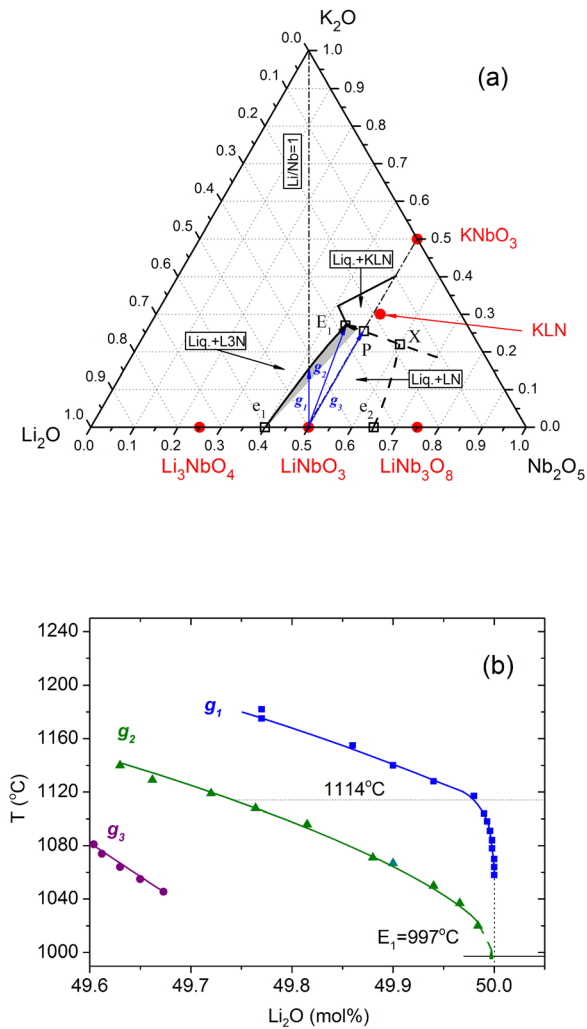 K₂O
(a)
0.0
1.0
0.1
0.9
0.2
0.8
0.3
0.7
0.4
0.6
0.5
0.5
KNbO₃
0.6
0.4
0.7
0.3
KLN
0.8
0.2
0.9
0.1
1.0
0.0
Li/Nb=1
Liq.+KLN
Liq.+L3N
Liq.+LN
E₁
P
X
e₁
e₂
g₁
g₂
g₃
Li₂O
0.0 0.1 0.2 0.3 0.4 0.5 0.6 0.7 0.8 0.9 1.0
Li₃NbO₄ LiNbO₃ LiNb₃O₈ Nb₂O₅
(b)
T (°C)
1240
1200
1160
1120
1080
1040
1000
g₁
g₂
g₃
1114°C
E₁=997°C
49.6 49.7 49.8 49.9 50.0
Li₂O (mol%)